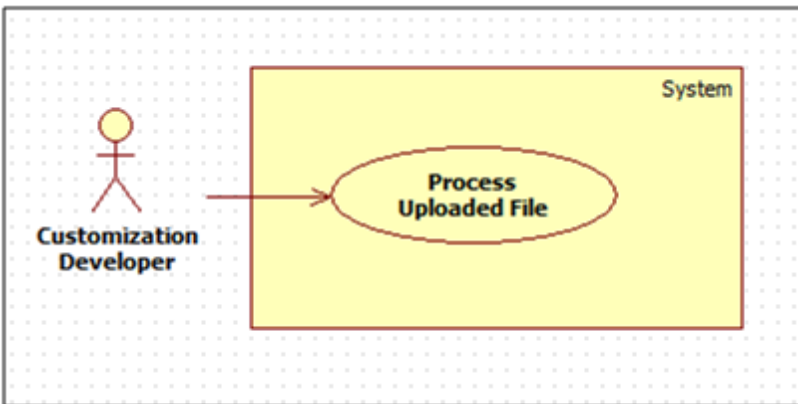 System
Process
Uploaded File
Customization
Developer